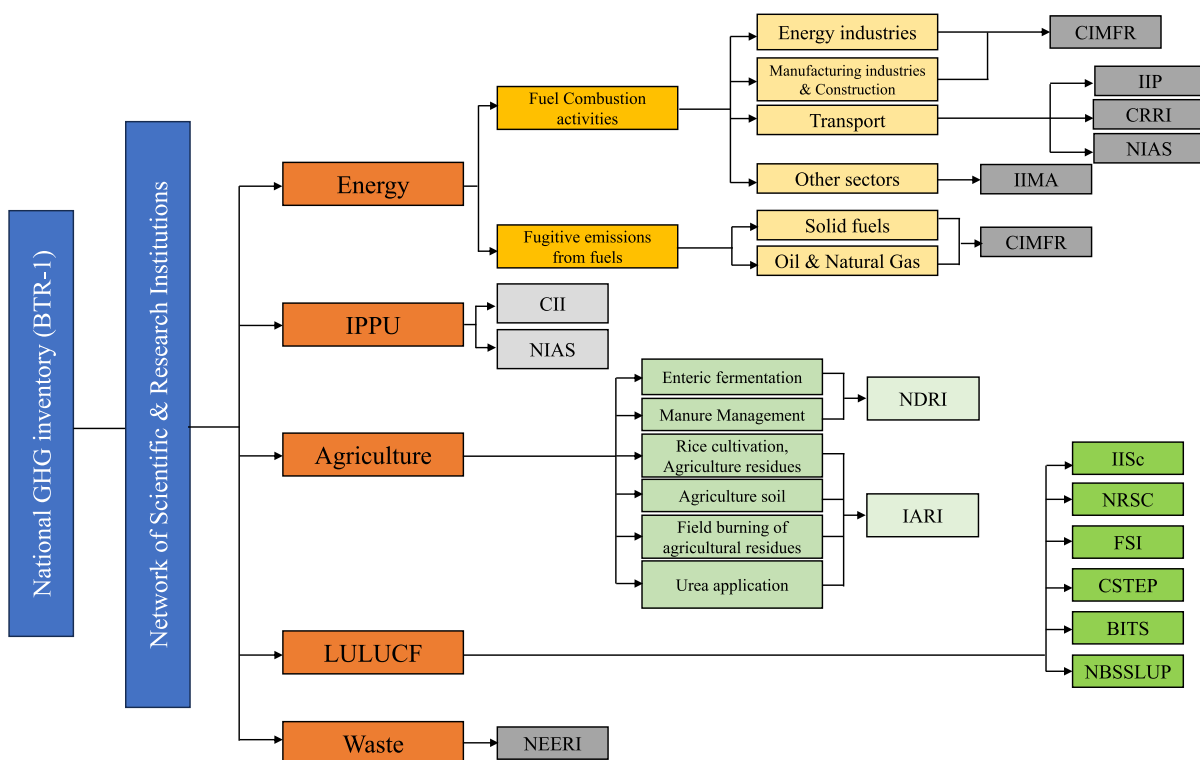 National GHG inventory (BTR-1)
Network of Scientific & Research Institutions
Energy
Fuel Combustion
activities
Energy industries
Manufacturing industries
& Construction
CIMFR
Transport
IIP
CRRI
NIAS
Other sectors
IIMA
Fugitive emissions
from fuels
Solid fuels
Oil & Natural Gas
CIMFR
IPPU
CII
NIAS
Agriculture
Enteric fermentation
Manure Management
NDRI
Rice cultivation,
Agriculture residues
Agriculture soil
Field burning of
agricultural residues
Urea application
IARI
LULUCF
IISc
NRSC
FSI
CSTEP
BITS
NBSSLUP
Waste
NEERI